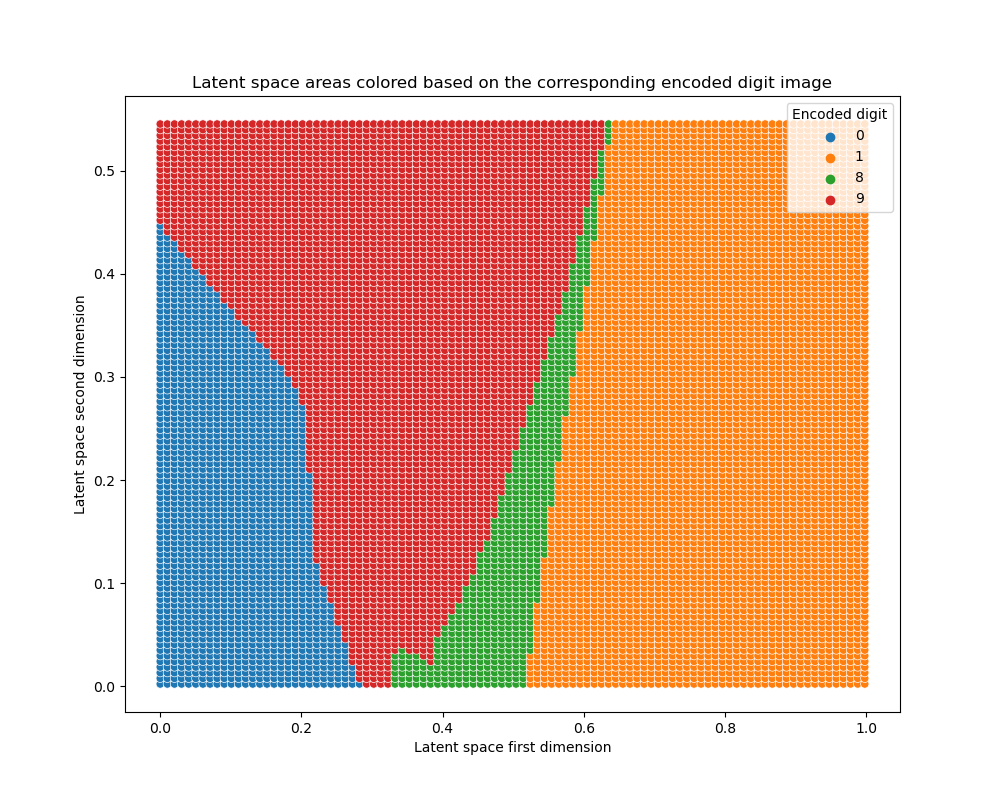 Latent space areas colored based on the corresponding encoded digit image
Encoded digit
0
1
8
9
0.5
0.4
0.3
0.2
0.1
0.0
Latent space second dimension
0.0 0.2 0.4 0.6 0.8 1.0
Latent space first dimension